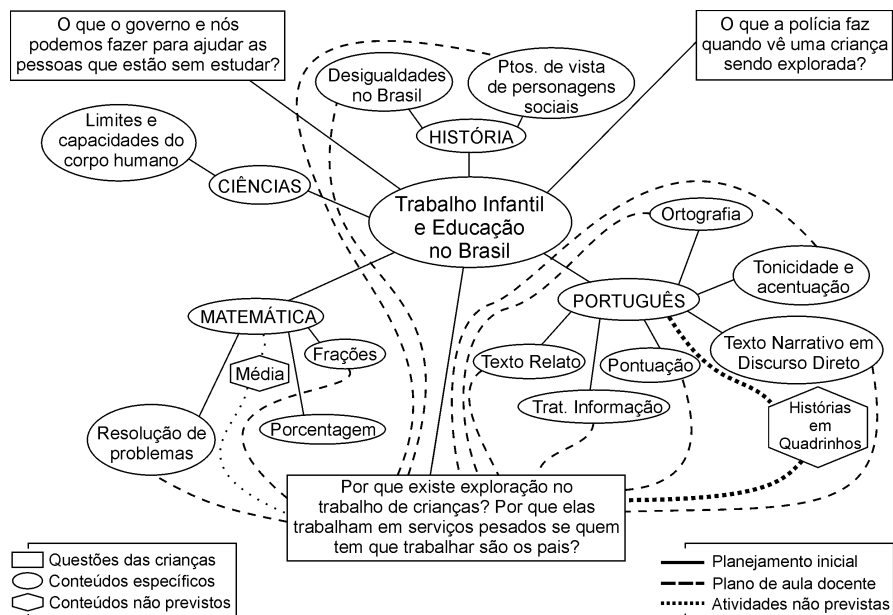 O que o governo e nós
podemos fazer para ajudar as
pessoas que estão sem estudar?
O que a polícia faz
quando vê uma criança
sendo explorada?
Desigualdades
no Brasil
Ptos. de vista
de personagens
sociais
HISTÓRIA
Limites e
capacidades do
corpo humano
CIÊNCIAS
Trabalho Infantil
e Educação
no Brasil
Ortografia
Tonicidade e
acentuação
PORTUGUÊS
MATEMÁTICA
Frações
Média
Texto Relato
Pontuação
Texto Narrativo em
Discurso Direto
Trat. Informação
Histórias
em
Quadrinhos
Porcentagem
Resolução de
problemas
Por que existe exploração no
trabalho de crianças? Por que elas
trabalham em serviços pesados se quem
tem que trabalhar são os pais?
Questões das crianças
Conteúdos específicos
Conteúdos não previstos
Planejamento inicial
Plano de aula docente
Atividades não previstas